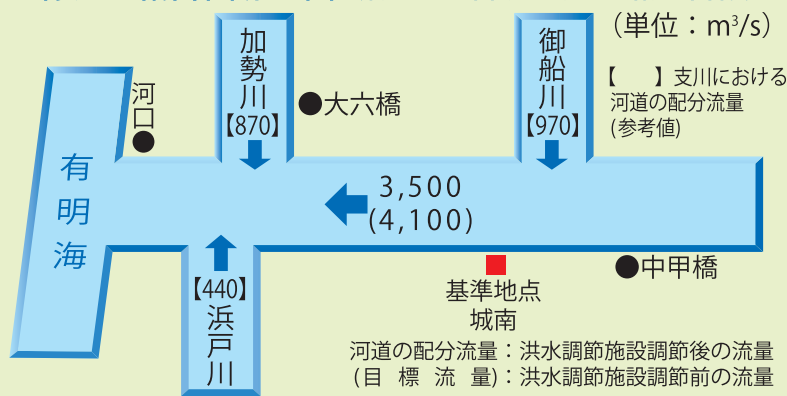 (単位：m³/s)
加勢川
【870】
御船川
【970】
【　】支川における
河道の配分流量
(参考値)
河口
●大六橋
有明海
3,500
(4,100)
【440】
浜戸川
基準地点
城南
●中甲橋
河道の配分流量：洪水調節施設調節後の流量
(目標流量)：洪水調節施設調節前の流量